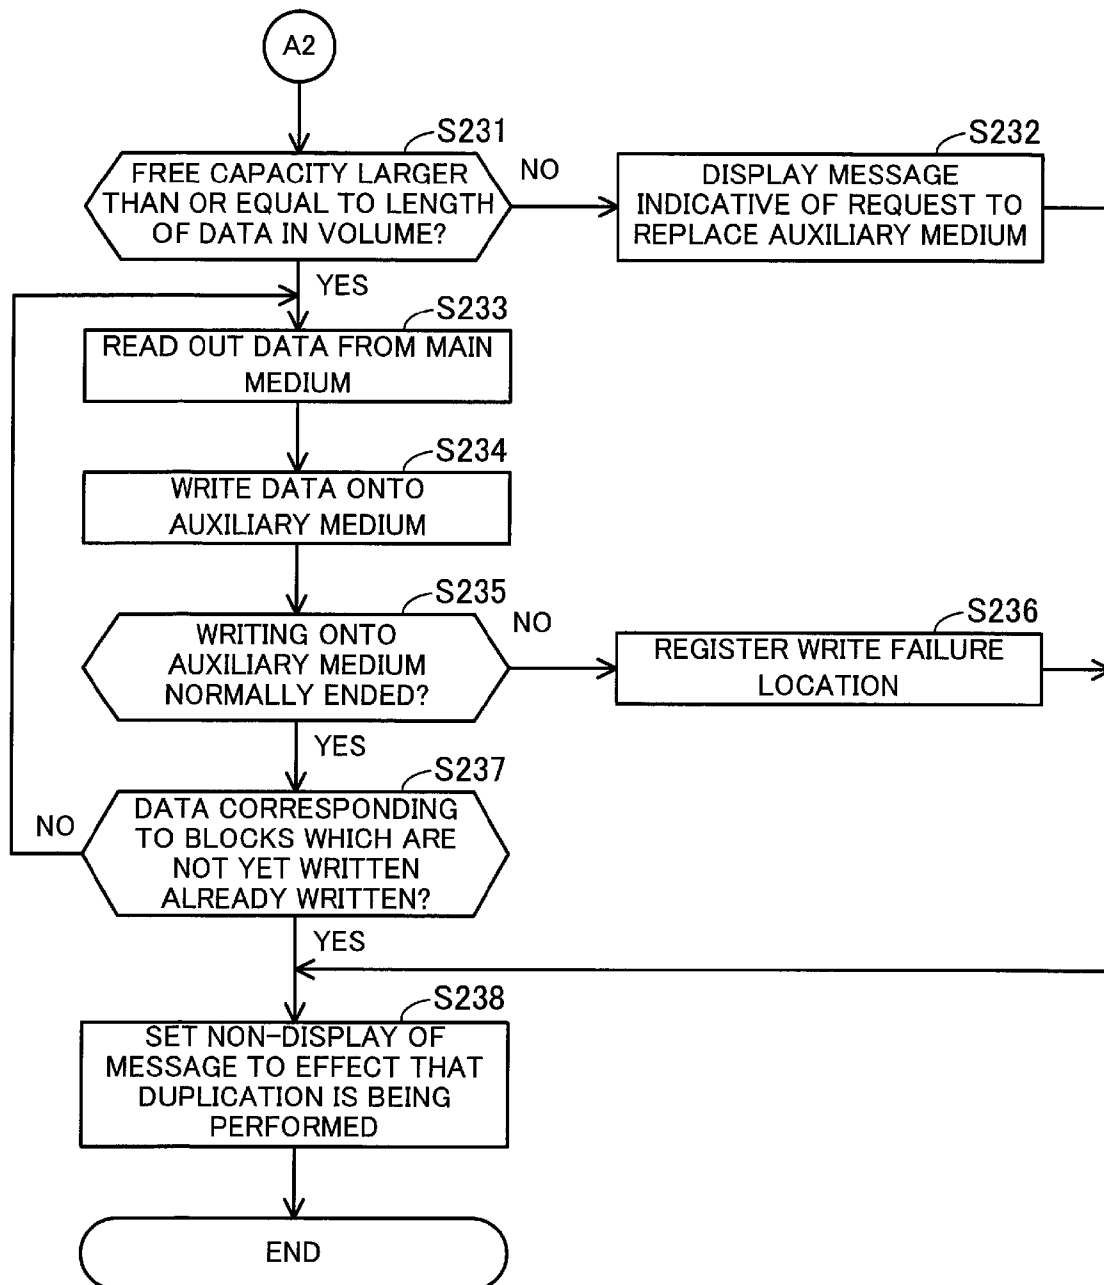 A2
S231
FREE CAPACITY LARGER
THAN OR EQUAL TO LENGTH
OF DATA IN VOLUME?
NO
S232
DISPLAY MESSAGE
INDICATIVE OF REQUEST TO
REPLACE AUXILIARY MEDIUM
YES
S233
READ OUT DATA FROM MAIN
MEDIUM
S234
WRITE DATA ONTO
AUXILIARY MEDIUM
S235
WRITING ONTO
AUXILIARY MEDIUM
NORMALLY ENDED?
NO
S236
REGISTER WRITE FAILURE
LOCATION
YES
S237
DATA CORRESPONDING
TO BLOCKS WHICH ARE
NOT YET WRITTEN
ALREADY WRITTEN?
NO
YES
S238
SET NON-DISPLAY OF
MESSAGE TO EFFECT THAT
DUPLICATION IS BEING
PERFORMED
END